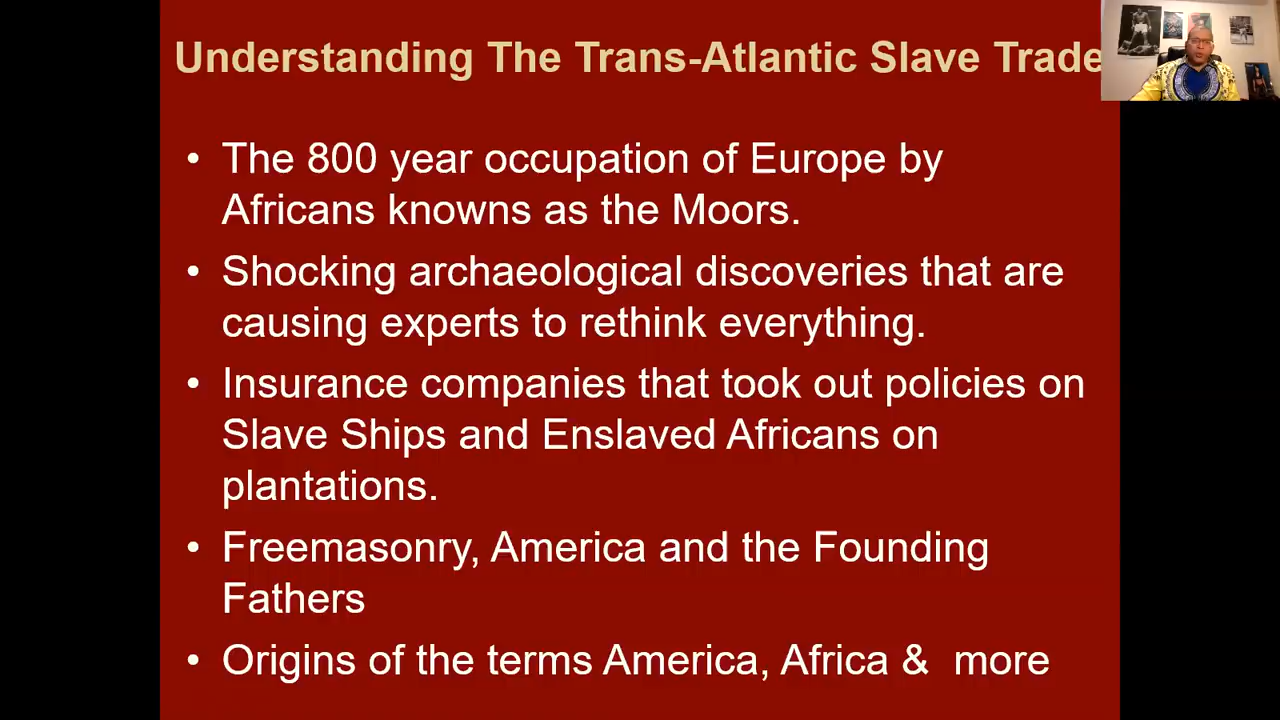 Understanding The Trans-Atlantic Slave Trade
• The 800 year occupation of Europe by
Africans knowns as the Moors.
• Shocking archaeological discoveries that are
causing experts to rethink everything.
• Insurance companies that took out policies on
Slave Ships and Enslaved Africans on
plantations.
• Freemasonry, America and the Founding
Fathers
• Origins of the terms America, Africa &  more